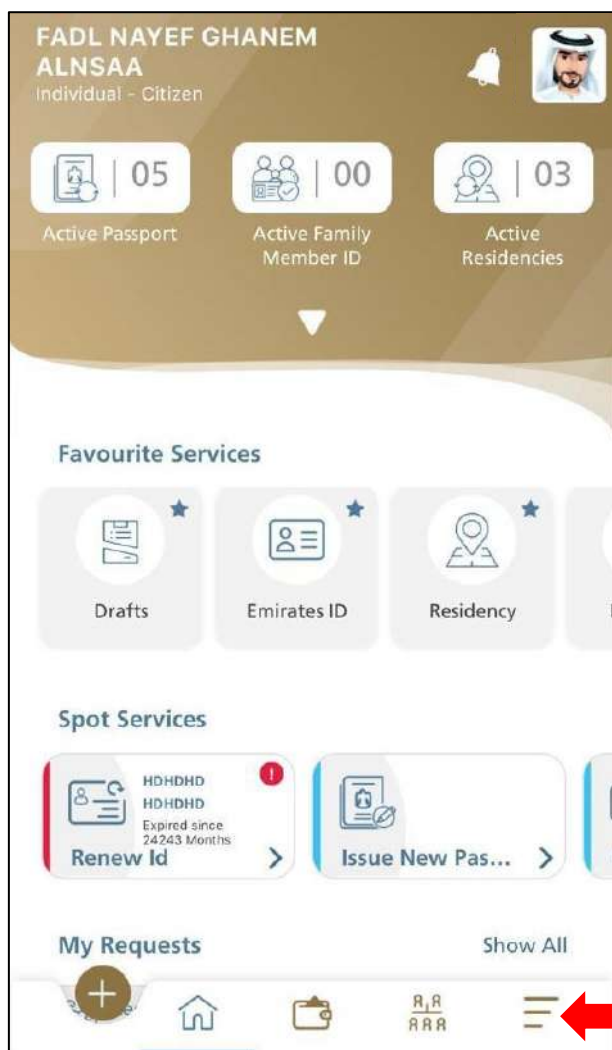 FADL NAYEF GHANEM
ALNSAA
Individual - Citizen
05
00
03
Active Passport
Active Family
Member ID
Active
Residencies
Favourite Services
Drafts
Emirates ID
Residency
Spot Services
HDHDHD
HDHDHD
Expired since
24243 Months
Renew Id
Issue New Pas...
My Requests
Show All